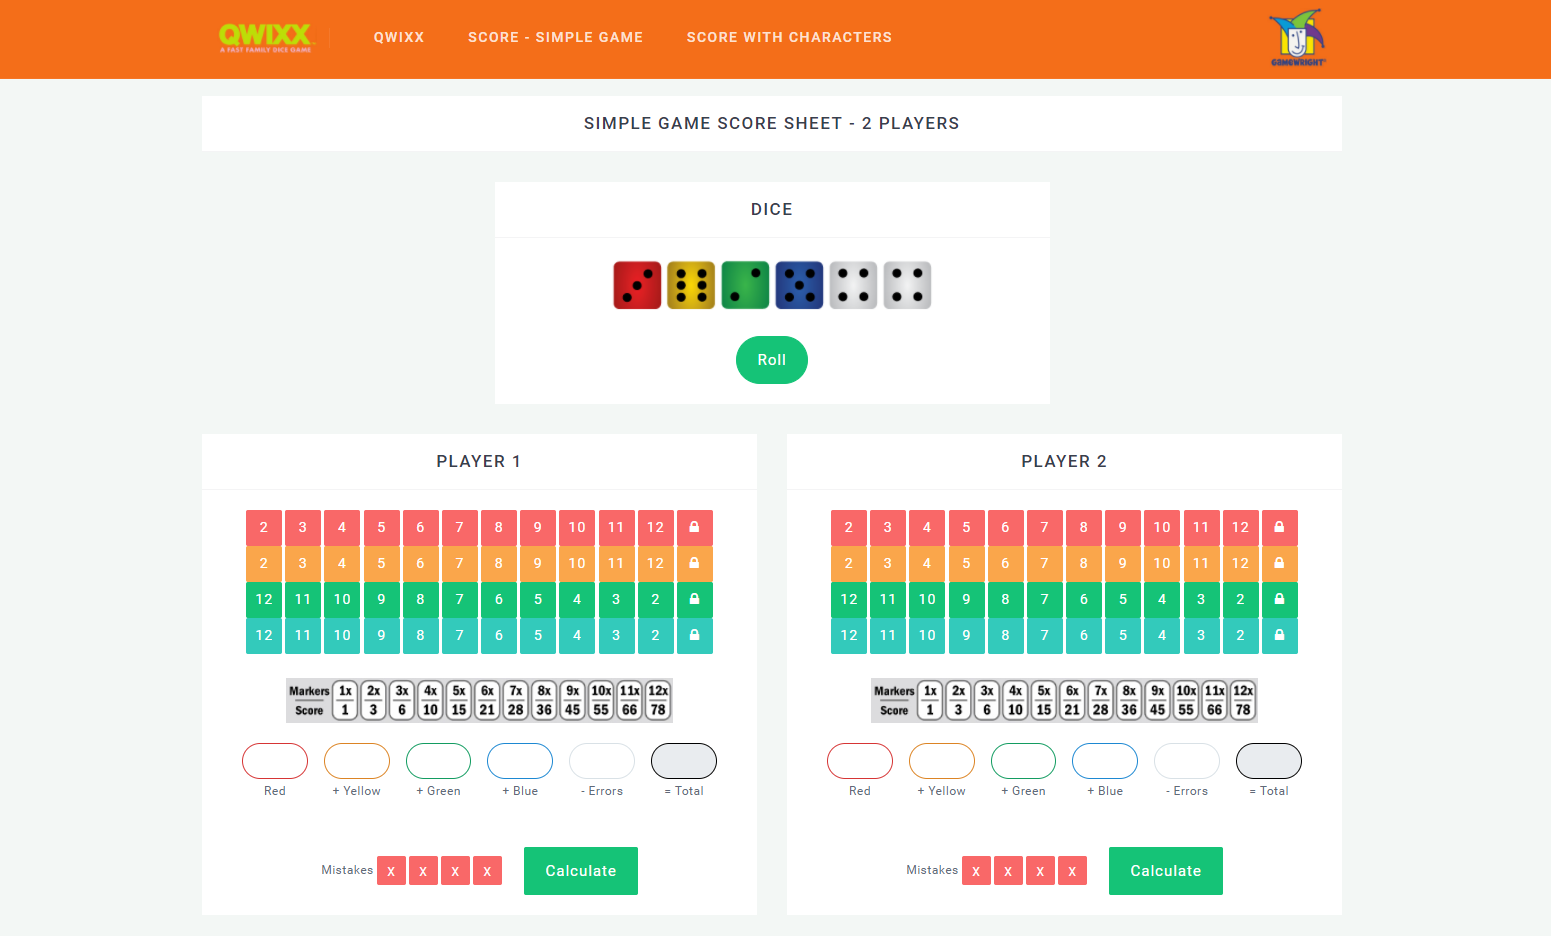 QWIXX
A FAST FAMILY DICE GAME
QWIXX SCORE - SIMPLE GAME SCORE WITH CHARACTERS
GAMEWRIGHT
SIMPLE GAME SCORE SHEET - 2 PLAYERS
DICE
Roll
PLAYER 1
2 3 4 5 6 7 8 9 10 11 12
2 3 4 5 6 7 8 9 10 11 12
12 11 10 9 8 7 6 5 4 3 2
12 11 10 9 8 7 6 5 4 3 2
Markers 1x 2x 3x 4x 5x 6x 7x 8x 9x 10x 11x 12x
Score 1 3 6 10 15 21 28 36 45 55 66 78
Red + Yellow + Green + Blue - Errors = Total
Mistakes x x x x Calculate
PLAYER 2
2 3 4 5 6 7 8 9 10 11 12
2 3 4 5 6 7 8 9 10 11 12
12 11 10 9 8 7 6 5 4 3 2
12 11 10 9 8 7 6 5 4 3 2
Markers 1x 2x 3x 4x 5x 6x 7x 8x 9x 10x 11x 12x
Score 1 3 6 10 15 21 28 36 45 55 66 78
Red + Yellow + Green + Blue - Errors = Total
Mistakes x x x x Calculate